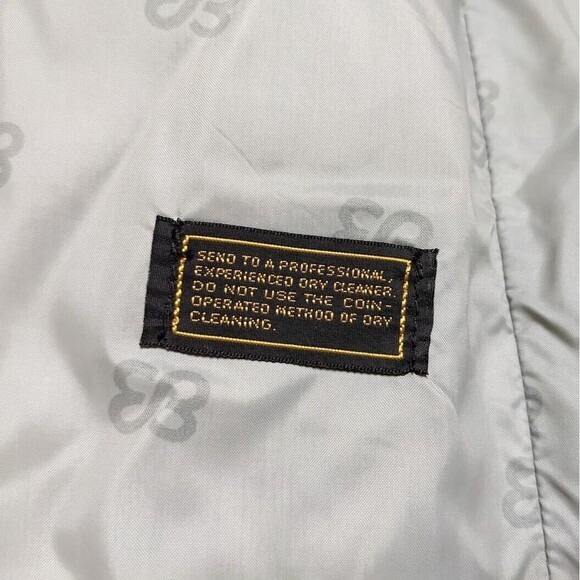 SEND TO A PROFESSIONAL,
EXPERIENCED DRY CLEANER.
DO NOT USE THE COIN-
OPERATED METHOD OF DRY
CLEANING.